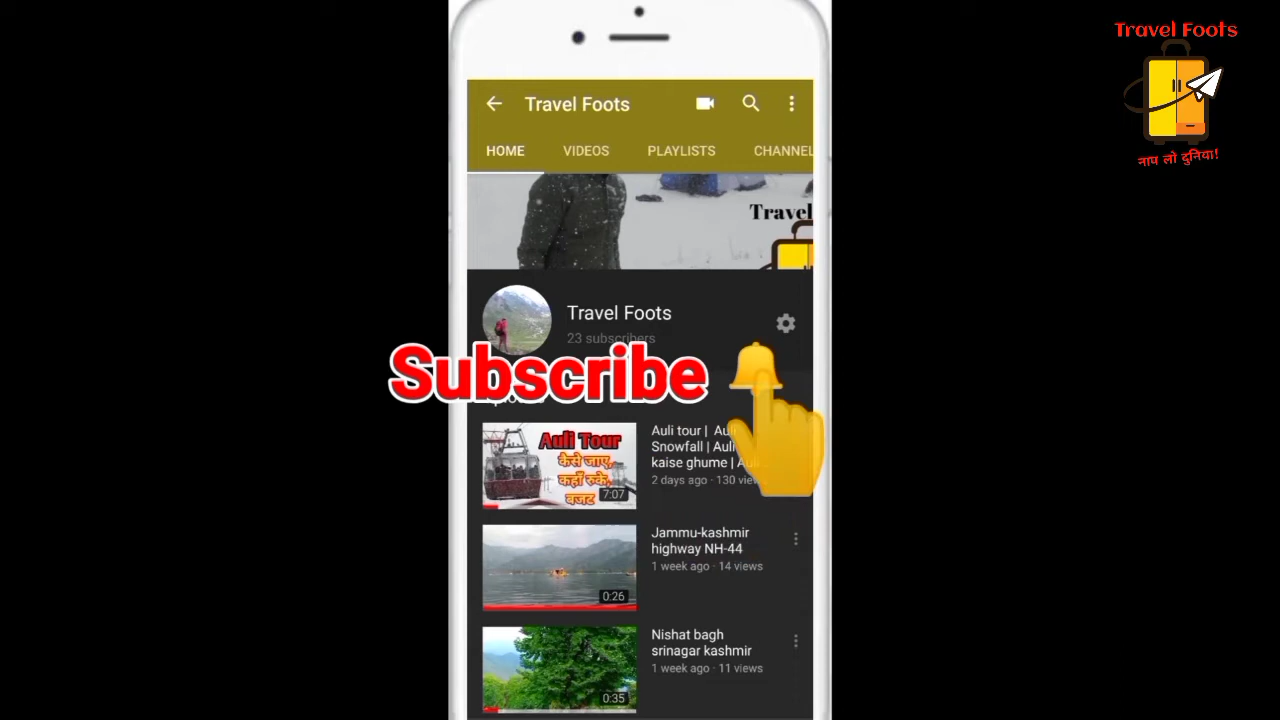 Travel Foots
नाप लो दुनिया!
Travel Foots
HOME VIDEOS PLAYLISTS CHANNEL
Travel
Travel Foots
23 subscribers
Subscribe
Auli Tour
कैसे जाए,
कहाँ रुके,
बजट
7:07
Auli tour | Auli
Snowfall | Auli
kaise ghume | Auli
2 days ago · 130 views
Jammu-kashmir
highway NH-44
1 week ago · 14 views
0:26
Nishat bagh
srinagar kashmir
1 week ago · 11 views
0:35